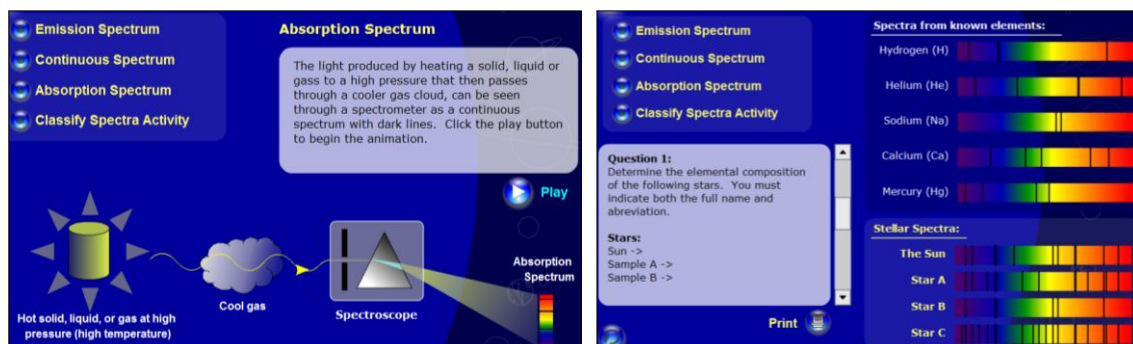 Emission Spectrum
Continuous Spectrum
Absorption Spectrum
Classify Spectra Activity
Absorption Spectrum
The light produced by heating a solid, liquid or
gass to a high pressure that then passes
through a cooler gas cloud, can be seen
through a spectrometer as a continuous
spectrum with dark lines. Click the play button
to begin the animation.
Play
Hot solid, liquid, or gas at high
pressure (high temperature)
Cool gas
Spectroscope
Absorption
Spectrum
Emission Spectrum
Continuous Spectrum
Absorption Spectrum
Classify Spectra Activity
Question 1:
Determine the elemental composition
of the following stars. You must
indicate both the full name and
abreviation.
Stars:
Sun ->
Sample A ->
Sample B ->
Print
Spectra from known elements:
Hydrogen (H)
Helium (He)
Sodium (Na)
Calcium (Ca)
Mercury (Hg)
Stellar Spectra:
The Sun
Star A
Star B
Star C